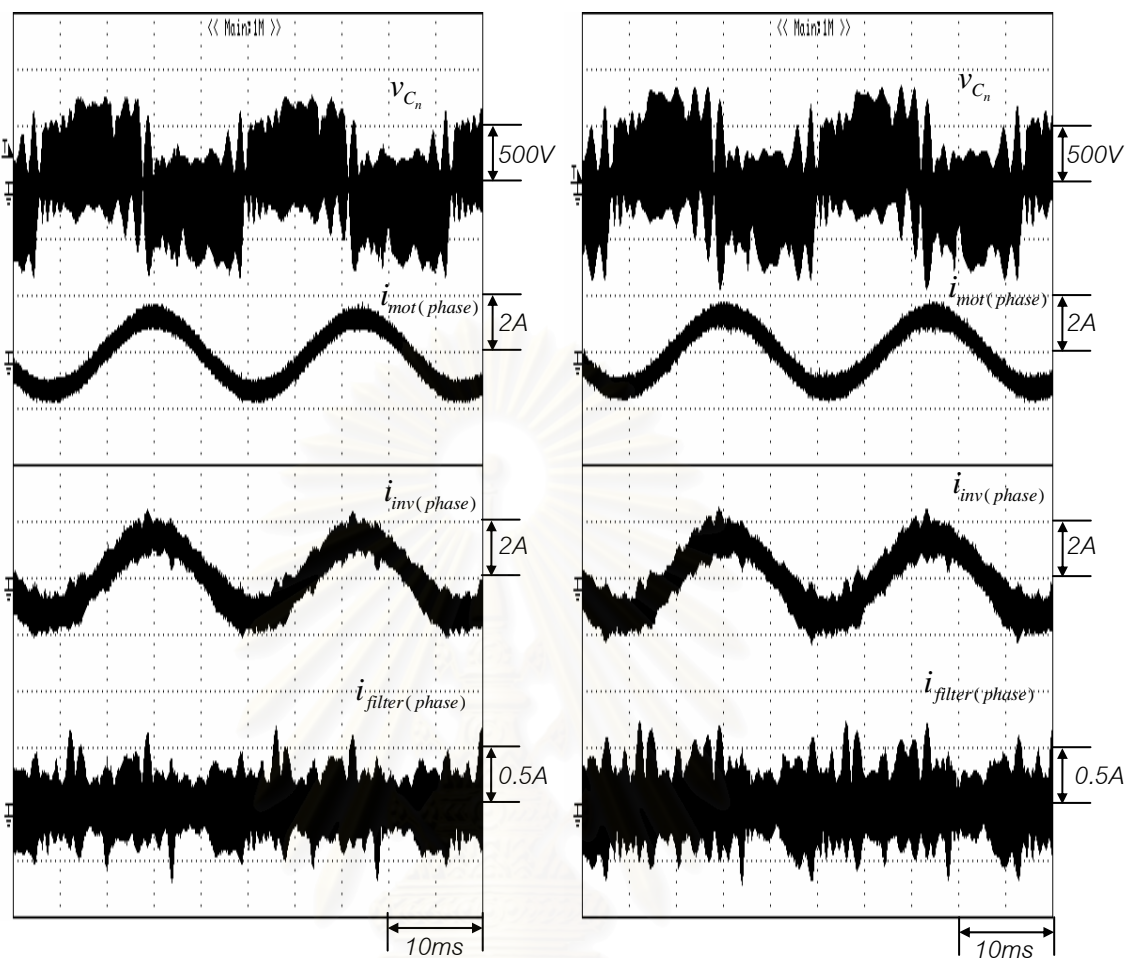 << Main:1M >>
v_{C_n}
500V
i_{mot(phase)}
2A
i_{inv(phase)}
2A
i_{filter(phase)}
0.5A
10ms
<< Main:1M >>
v_{C_n}
500V
i_{mot(phase)}
2A
i_{inv(phase)}
2A
i_{filter(phase)}
0.5A
10ms